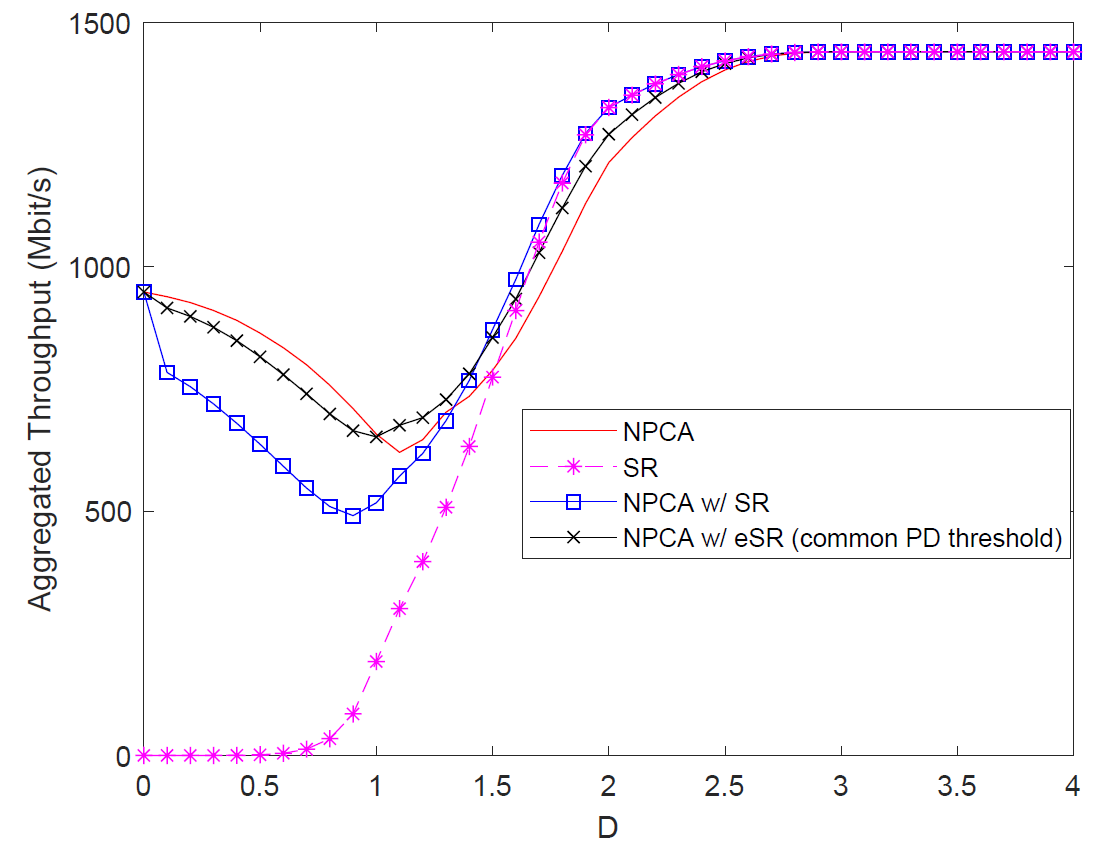 1500
1000
500
0
Aggregated Throughput (Mbit/s)
NPCA
SR
NPCA w/ SR
NPCA w/ eSR (common PD threshold)
0 0.5 1 1.5 2 2.5 3 3.5 4
D